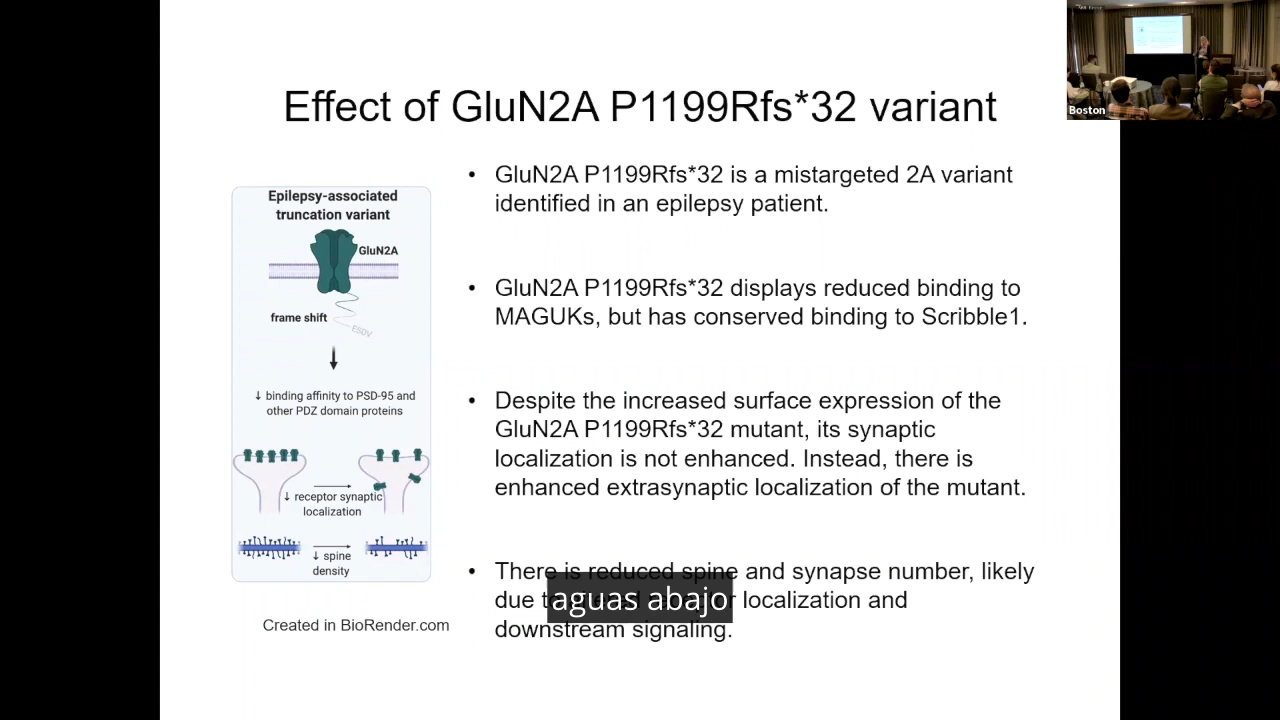 Effect of GluN2A P1199Rfs*32 variant
Boston
Epilepsy-associated
truncation variant
GluN2A
frame shift
ESDV
↓ binding affinity to PSD-95 and
other PDZ domain proteins
↓ receptor synaptic
localization
↓ spine
density
Created in BioRender.com
• GluN2A P1199Rfs*32 is a mistargeted 2A variant
identified in an epilepsy patient.
• GluN2A P1199Rfs*32 displays reduced binding to
MAGUKs, but has conserved binding to Scribble1.
• Despite the increased surface expression of the
GluN2A P1199Rfs*32 mutant, its synaptic
localization is not enhanced. Instead, there is
enhanced extrasynaptic localization of the mutant.
• There is reduced spine and synapse number, likely
due localization and
downstream signaling.
aguas abajo